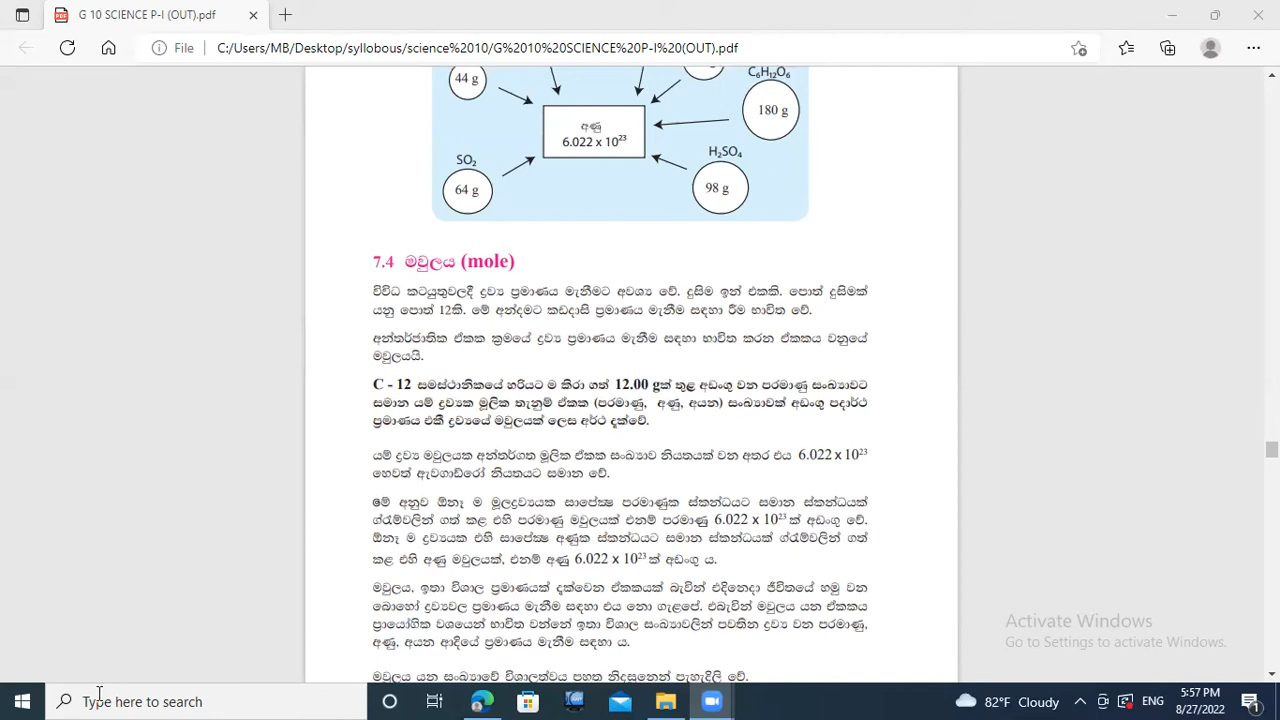 G 10 SCIENCE P-I (OUT).pdf
File C:/Users/MB/Desktop/syllobous/science%2010/G%2010%20SCIENCE%20P-I%20(OUT).pdf
C₆H₁₂O₆
44 g
180 g
අණු
6.022 x 10²³
SO₂
H₂SO₄
64 g
98 g
7.4 මවුලය (mole)
විවිධ කටයුතුවලදී ද්‍රව්‍ය ප්‍රමාණය මැනීමට අවශ්‍ය වේ. දුසිම ඉන් එකකි. පොත් දුසිමක්
යනු පොත් 12කි. මේ අන්දමට කඩදාසි ප්‍රමාණය මැනීම සඳහා රීම භාවිත වේ.
අන්තර්ජාතික ඒකක ක්‍රමයේ ද්‍රව්‍ය ප්‍රමාණය මැනීම සඳහා භාවිත කරන ඒකකය වනුයේ
මවුලයයි.
C - 12 සමස්ථානිකයේ හරියට ම කිරා ගත් 12.00 gක් තුළ අඩංගු වන පරමාණු සංඛ්‍යාවට
සමාන යම් ද්‍රව්‍යක මූලික තැනුම් ඒකක (පරමාණු, අණු, අයන) සංඛ්‍යාවක් අඩංගු පදාර්ථ
ප්‍රමාණය එකී ද්‍රව්‍යයේ මවුලයක් ලෙස අර්ථ දැක්වේ.
යම් ද්‍රව්‍ය මවුලයක අන්තර්ගත මූලික ඒකක සංඛ්‍යාව නියතයක් වන අතර එය 6.022 x 10²³
හෙවත් ඇවගාඩ්රෝ නියතයට සමාන වේ.
මේ අනුව ඕනෑ ම මූලද්‍රව්‍යයක සාපේක්‍ෂ පරමාණුක ස්කන්ධයට සමාන ස්කන්ධයක්
ග්රෑම්වලින් ගත් කළ එහි පරමාණු මවුලයක් එනම් පරමාණු 6.022 x 10²³ ක් අඩංගු වේ.
ඕනෑ ම ද්‍රව්‍යයක එහි සාපේක්‍ෂ අණුක ස්කන්ධයට සමාන ස්කන්ධයක් ග්රෑම්වලින් ගත්
කළ එහි අණු මවුලයක්, එනම් අණු 6.022 x 10²³ ක් අඩංගු ය.
මවුලය, ඉතා විශාල ප්‍රමාණයක් දැක්වෙන ඒකකයක් බැවින් එදිනෙදා ජීවිතයේ හමු වන
බොහෝ ද්‍රව්‍යවල ප්‍රමාණය මැනීම සඳහා එය නො ගැළපේ. එබැවින් මවුලය යන ඒකකය
ප්‍රායෝගික වශයෙන් භාවිත වන්නේ ඉතා විශාල සංඛ්‍යාවලින් පවතින ද්‍රව්‍ය වන පරමාණු,
අණු, අයන ආදියේ ප්‍රමාණය මැනීම සඳහා ය.
මවුලය යන සංඛ්‍යාවේ විශාලත්වය පහත නිදසුනෙන් පැහැදිලි වේ.
Activate Windows
Go to Settings to activate Windows.
Type here to search
82°F Cloudy
ENG
5:57 PM
8/27/2022